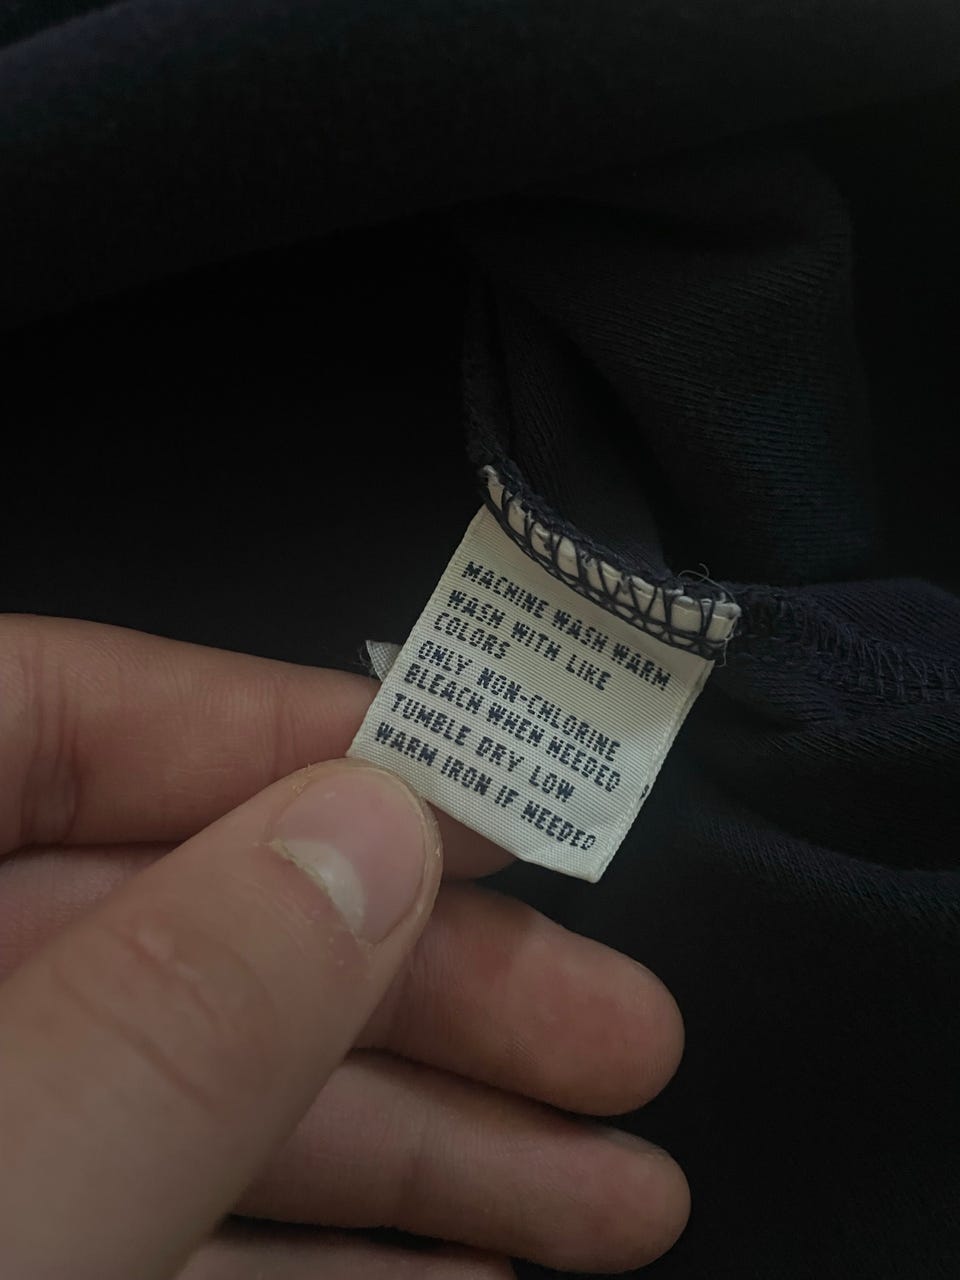 MACHINE WASH WARM
WASH WITH LIKE
COLORS
ONLY NON-CHLORINE
BLEACH WHEN NEEDED
TUMBLE DRY LOW
WARM IRON IF NEEDED